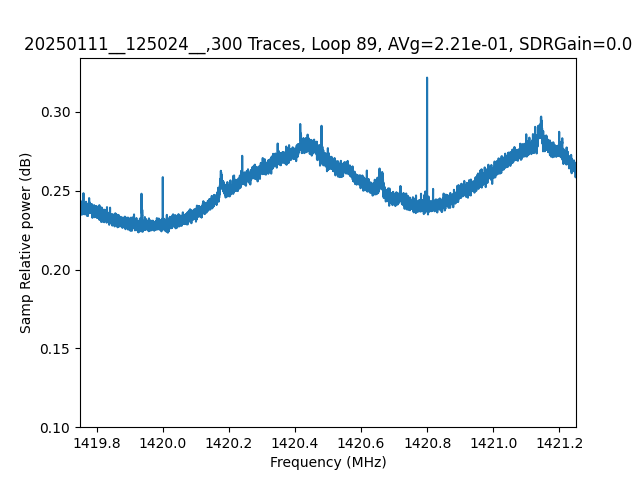 20250111__125024__,300 Traces, Loop 89, AVg=2.21e-01, SDRGain=0.0
0.30
0.25
0.20
0.15
0.10
Samp Relative power (dB)
1419.8 1420.0 1420.2 1420.4 1420.6 1420.8 1421.0 1421.2
Frequency (MHz)